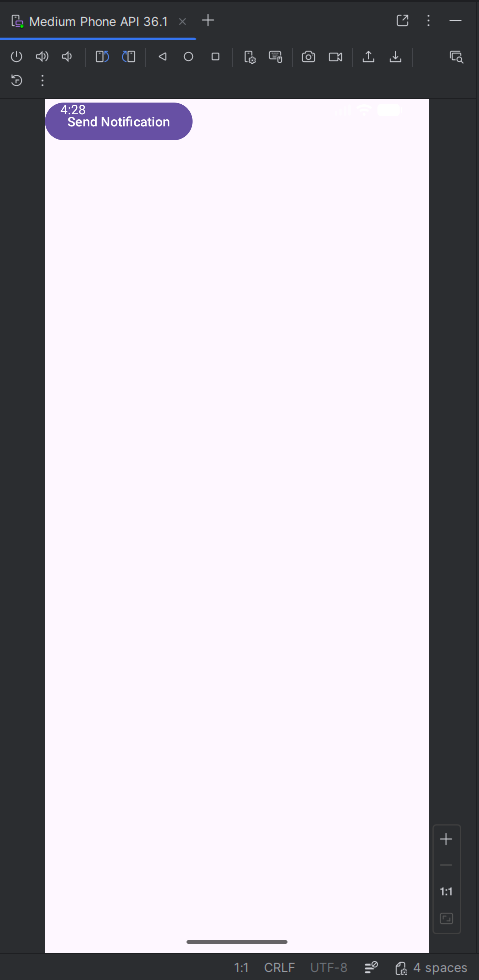 Medium Phone API 36.1
4:28
Send Notification
1:1
1:1 CRLF UTF-8 4 spaces